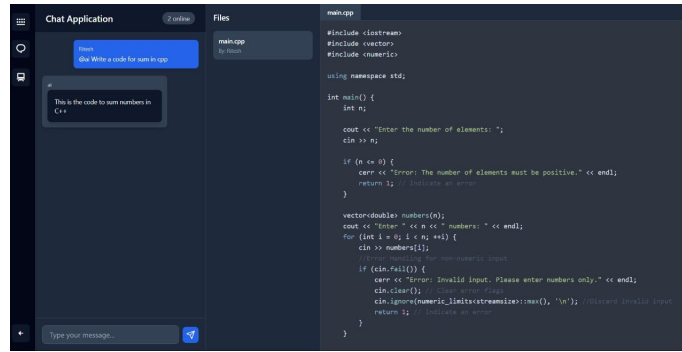 Chat Application
2 online
Ritesh
@ai Write a code for sum in cpp
ai
This is the code to sum numbers in
C++
Type your message...
Files
main.cpp
By: Ritesh
main.cpp
#include <iostream>
#include <vector>
#include <numeric>
using namespace std;
int main() {
int n;
cout << "Enter the number of elements: ";
cin >> n;
if (n <= 0) {
cerr << "Error: The number of elements must be positive." << endl;
return 1; // Indicate an error
}
vector<double> numbers(n);
cout << "Enter " << n << " numbers: " << endl;
for (int i = 0; i < n; ++i) {
cin >> numbers[i];
//Error Handling for non-numeric input
if (cin.fail()) {
cerr << "Error: Invalid input. Please enter numbers only." << endl;
cin.clear(); // Clear error flags
cin.ignore(numeric_limits<streamsize>::max(), '\n'); //Discard invalid input
return 1; // Indicate an error
}
}